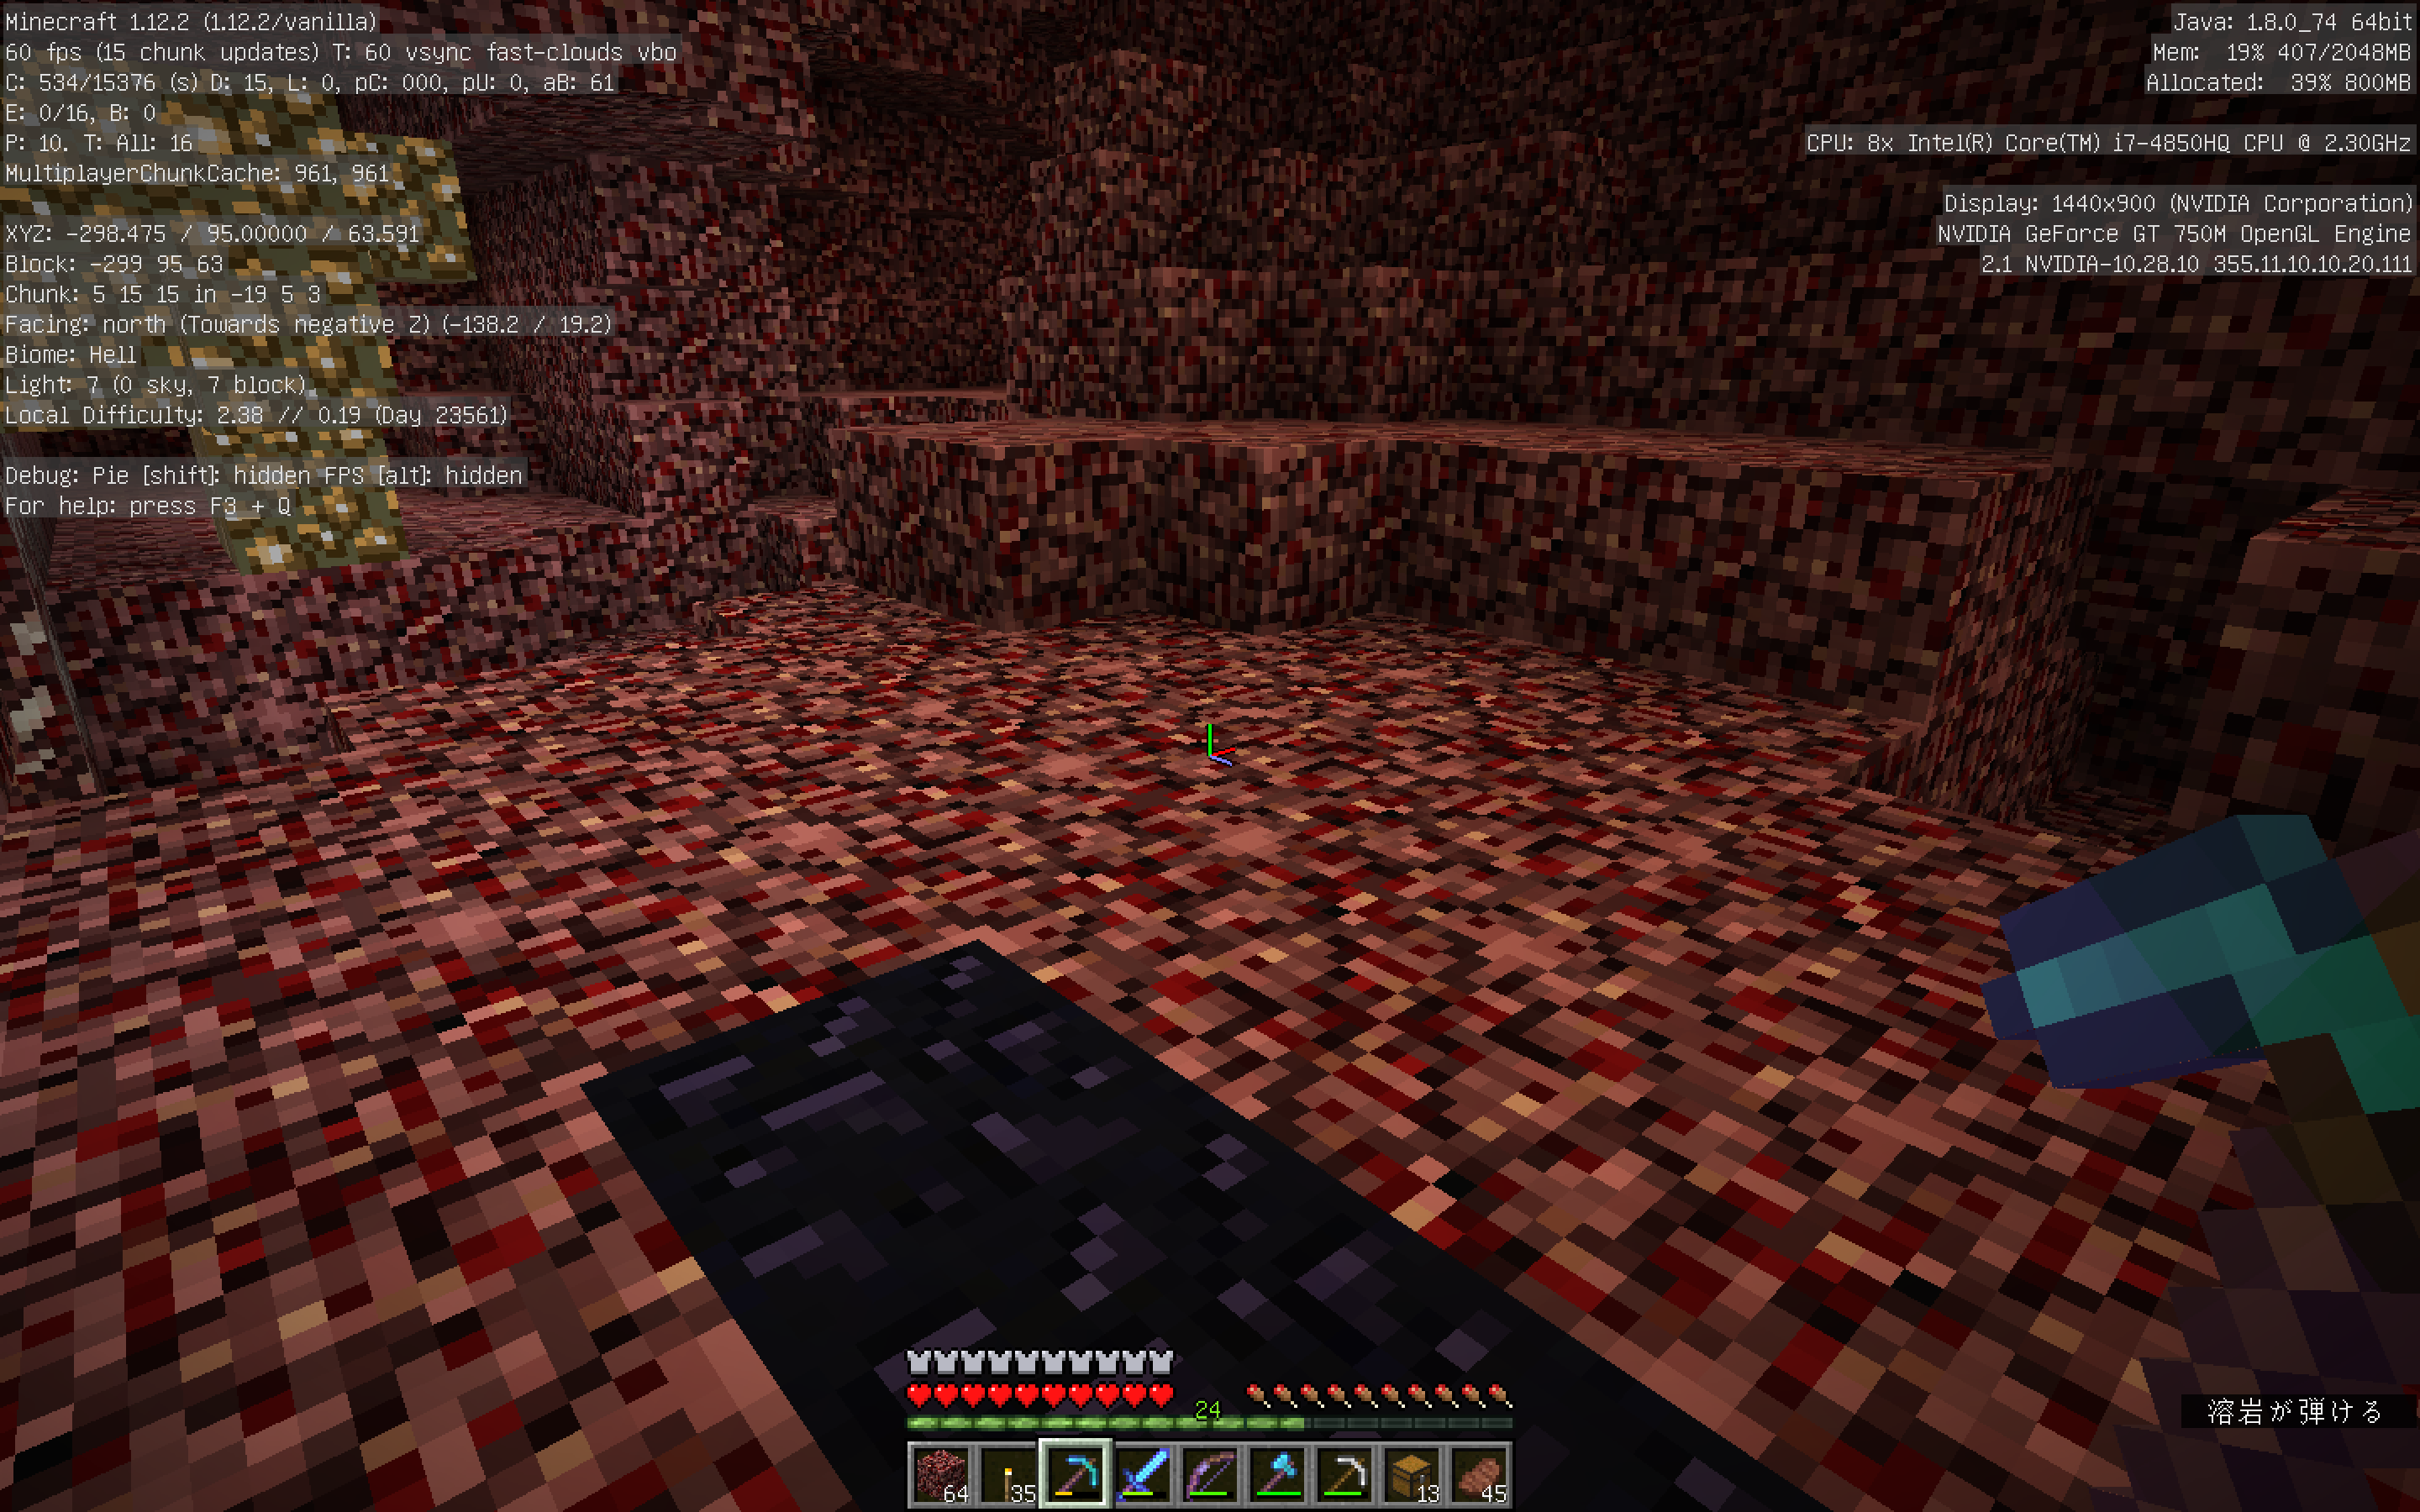 Minecraft 1.12.2 (1.12.2/vanilla)
60 fps (15 chunk updates) T: 60 vsync fast-clouds vbo
C: 534/15376 (s) D: 15, L: 0, pC: 000, pU: 0, aB: 61
E: 0/16, B: 0
P: 10. T: All: 16
MultiplayerChunkCache: 961, 961
XYZ: -298.475 / 95.00000 / 63.591
Block: -299 95 63
Chunk: 5 15 15 in -19 5 3
Facing: north (Towards negative Z) (-138.2 / 19.2)
Biome: Hell
Light: 7 (0 sky, 7 block)
Local Difficulty: 2.38 // 0.19 (Day 23561)
Debug: Pie [shift]: hidden FPS [alt]: hidden
For help: press F3 + Q
Java: 1.8.0_74 64bit
Mem: 19% 407/2048MB
Allocated: 39% 800MB
CPU: 8x Intel(R) Core(TM) i7-4850HQ CPU @ 2.30GHz
Display: 1440x900 (NVIDIA Corporation)
NVIDIA GeForce GT 750M OpenGL Engine
2.1 NVIDIA-10.28.10 355.11.10.10.20.111
溶岩が弾ける
24
64 35 13 45